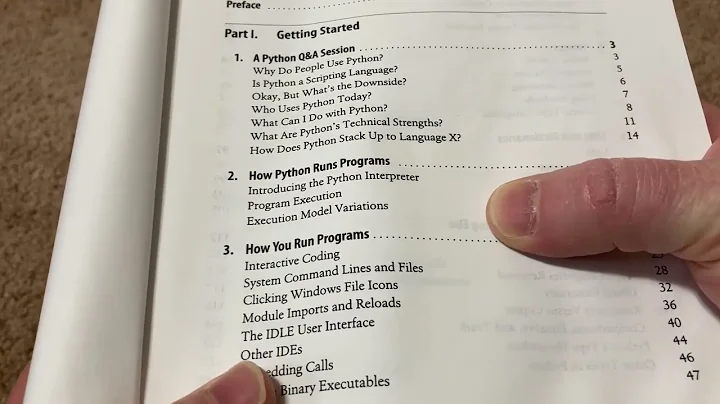 Preface ..........
Part I. Getting Started
1. A Python Q&A Session .......... 3
Why Do People Use Python? 3
Is Python a Scripting Language? 5
Okay, But What's the Downside? 6
Who Uses Python Today? 7
What Can I Do with Python? 8
What Are Python's Technical Strengths? 11
How Does Python Stack Up to Language X? 14
2. How Python Runs Programs ..........
Introducing the Python Interpreter
Program Execution
Execution Model Variations
3. How You Run Programs ..........
Interactive Coding
System Command Lines and Files 28
Clicking Windows File Icons 32
Module Imports and Reloads 36
The IDLE User Interface 40
Other IDEs 44
Calls 46
Binary Executables 47